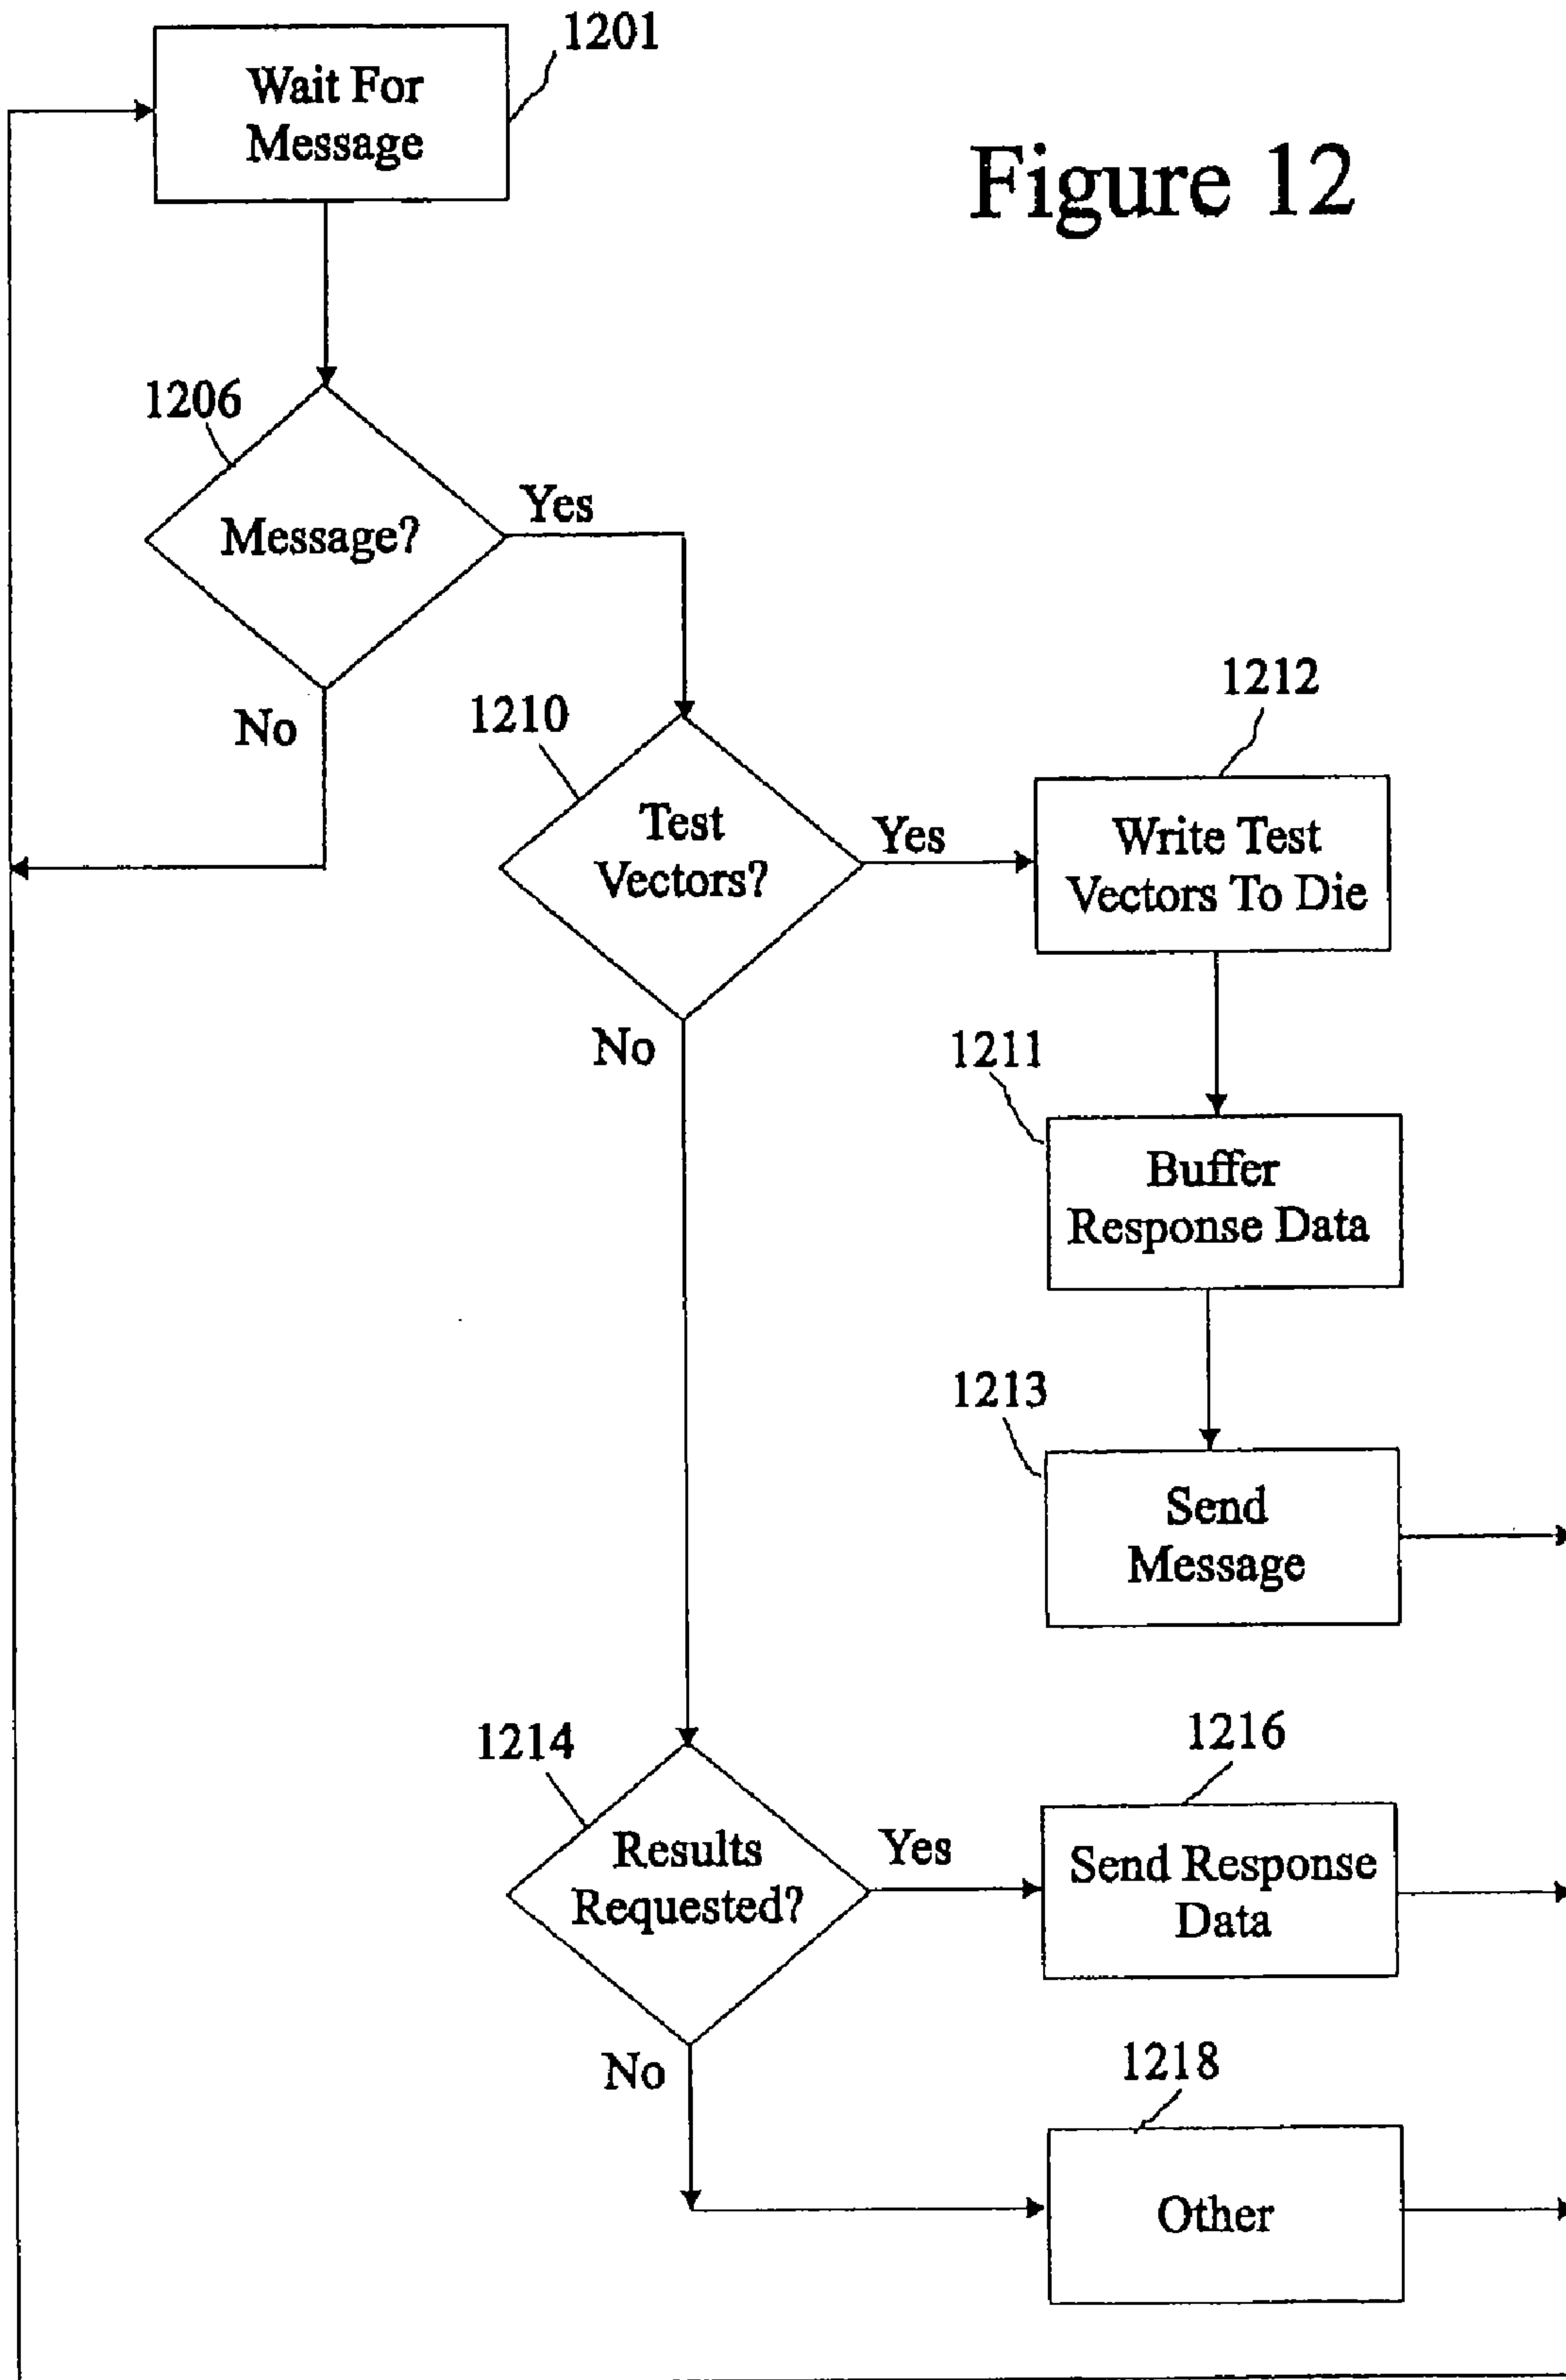 1201
Wait For
Message
Figure 12
1206
Message?
Yes
No
1210
Test
Vectors?
Yes
No
1212
Write Test
Vectors To Die
1211
Buffer
Response Data
1213
Send
Message
1214
Results
Requested?
Yes
No
1216
Send Response
Data
1218
Other